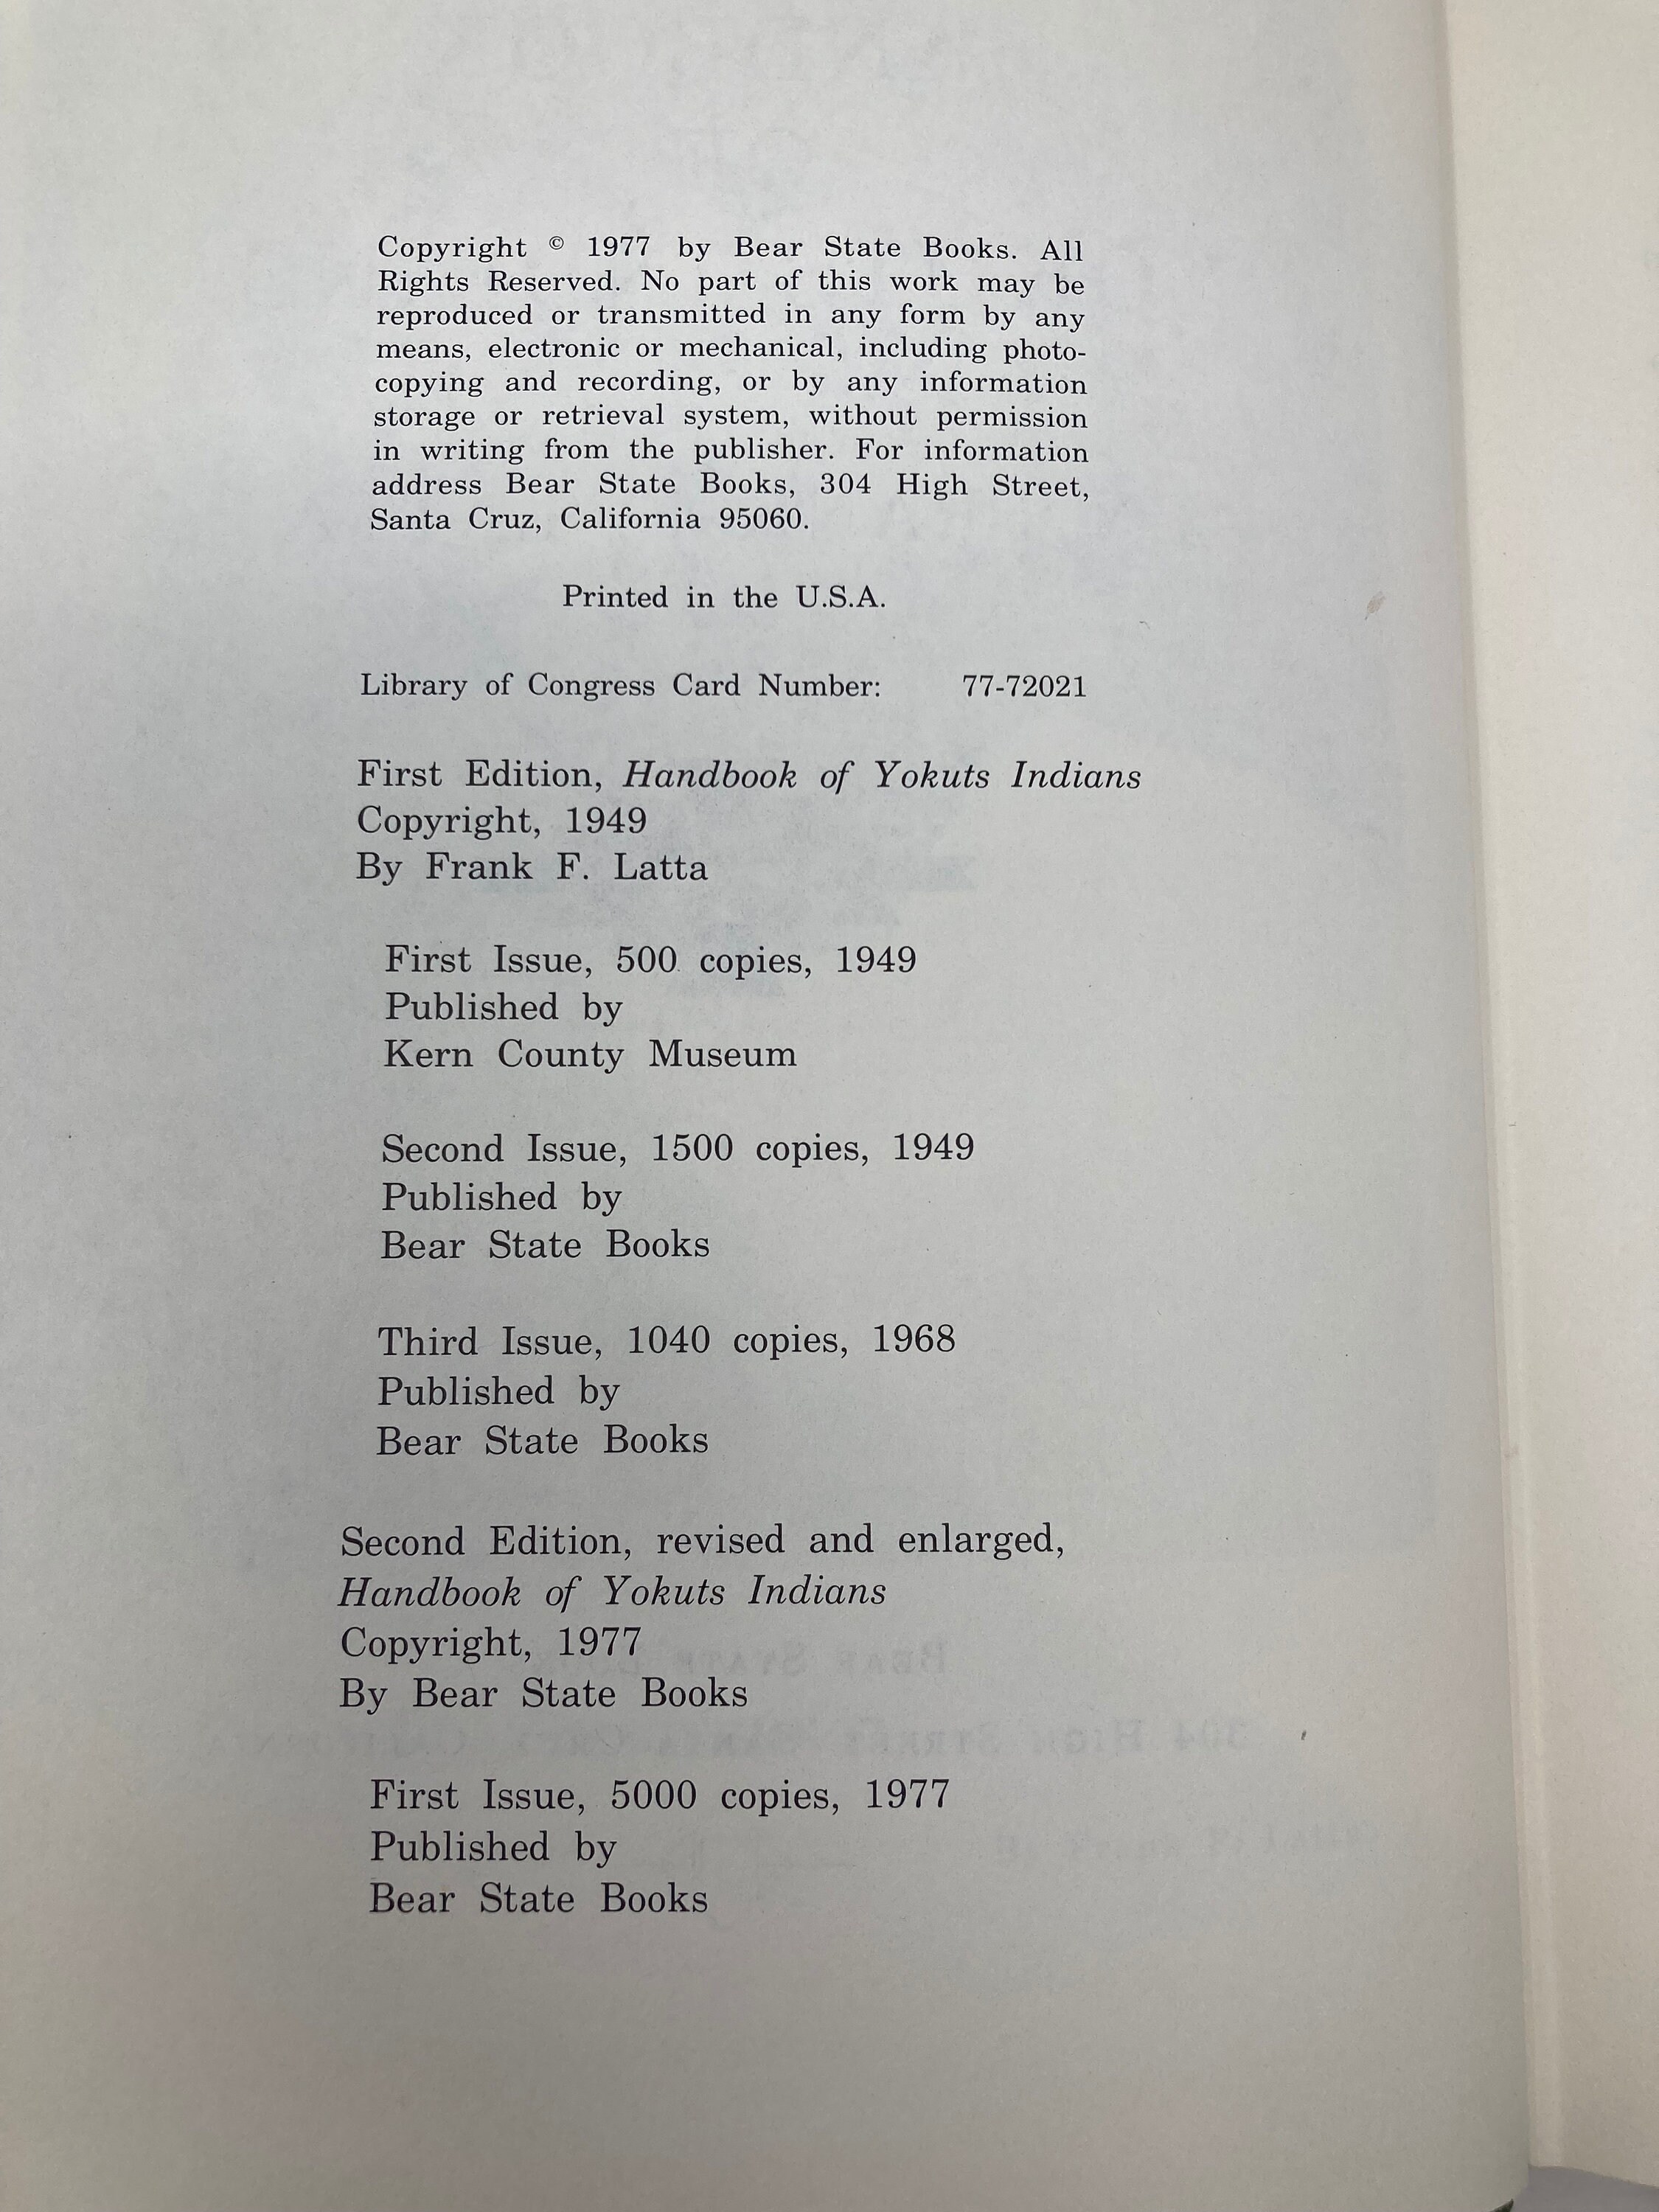 Copyright © 1977 by Bear State Books. All
Rights Reserved. No part of this work may be
reproduced or transmitted in any form by any
means, electronic or mechanical, including photo-
copying and recording, or by any information
storage or retrieval system, without permission
in writing from the publisher. For information
address Bear State Books, 304 High Street,
Santa Cruz, California 95060.
Printed in the U.S.A.
Library of Congress Card Number: 77-72021
First Edition, Handbook of Yokuts Indians
Copyright, 1949
By Frank F. Latta
First Issue, 500 copies, 1949
Published by
Kern County Museum
Second Issue, 1500 copies, 1949
Published by
Bear State Books
Third Issue, 1040 copies, 1968
Published by
Bear State Books
Second Edition, revised and enlarged,
Handbook of Yokuts Indians
Copyright, 1977
By Bear State Books
First Issue, 5000 copies, 1977
Published by
Bear State Books